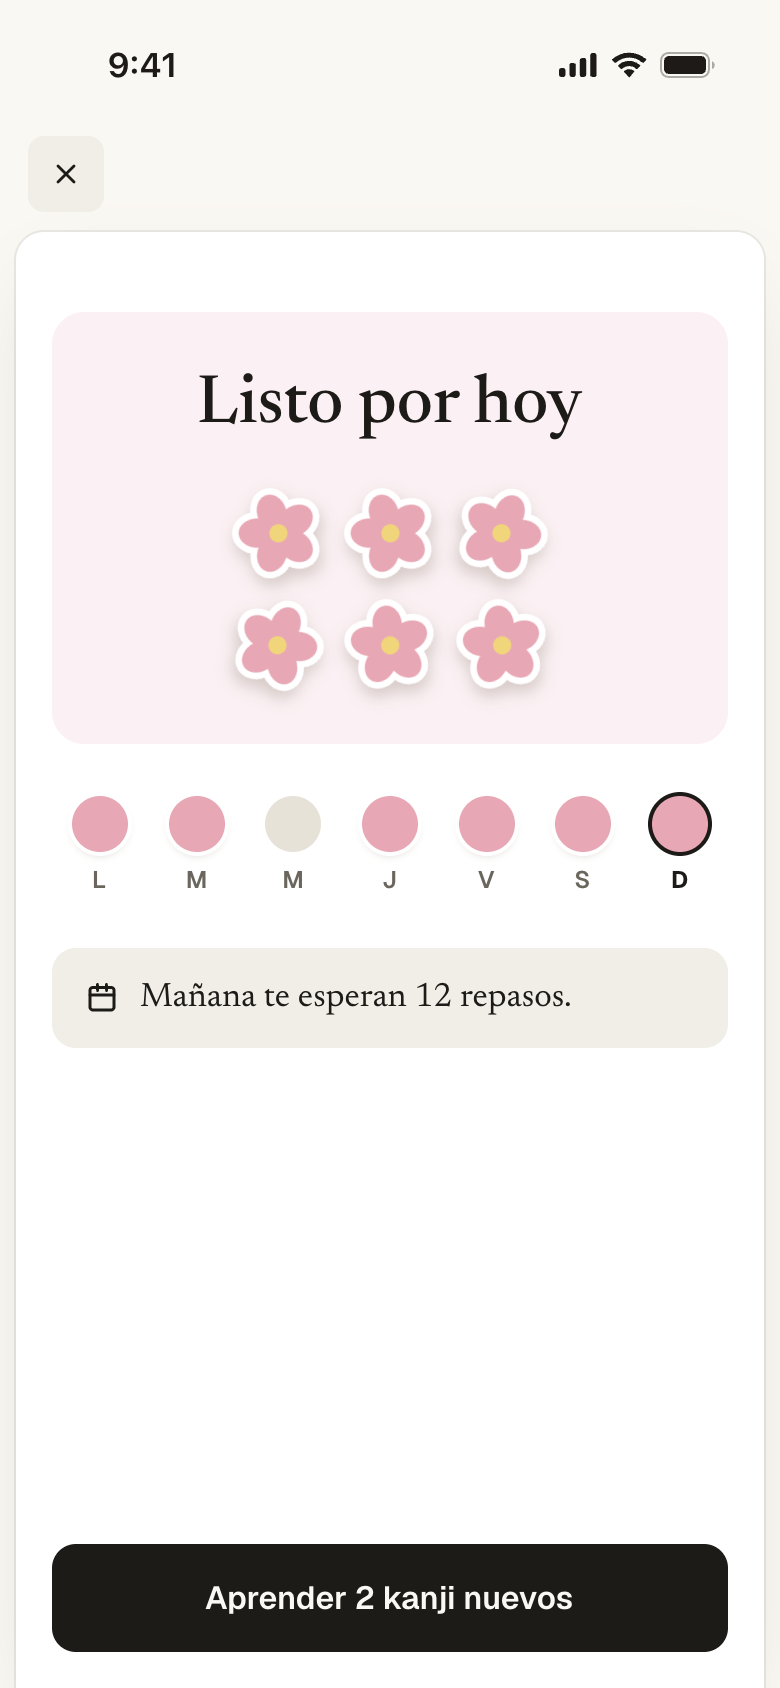 9:41
Listo por hoy
L M M J V S D
Mañana te esperan 12 repasos.
Aprender 2 kanji nuevos